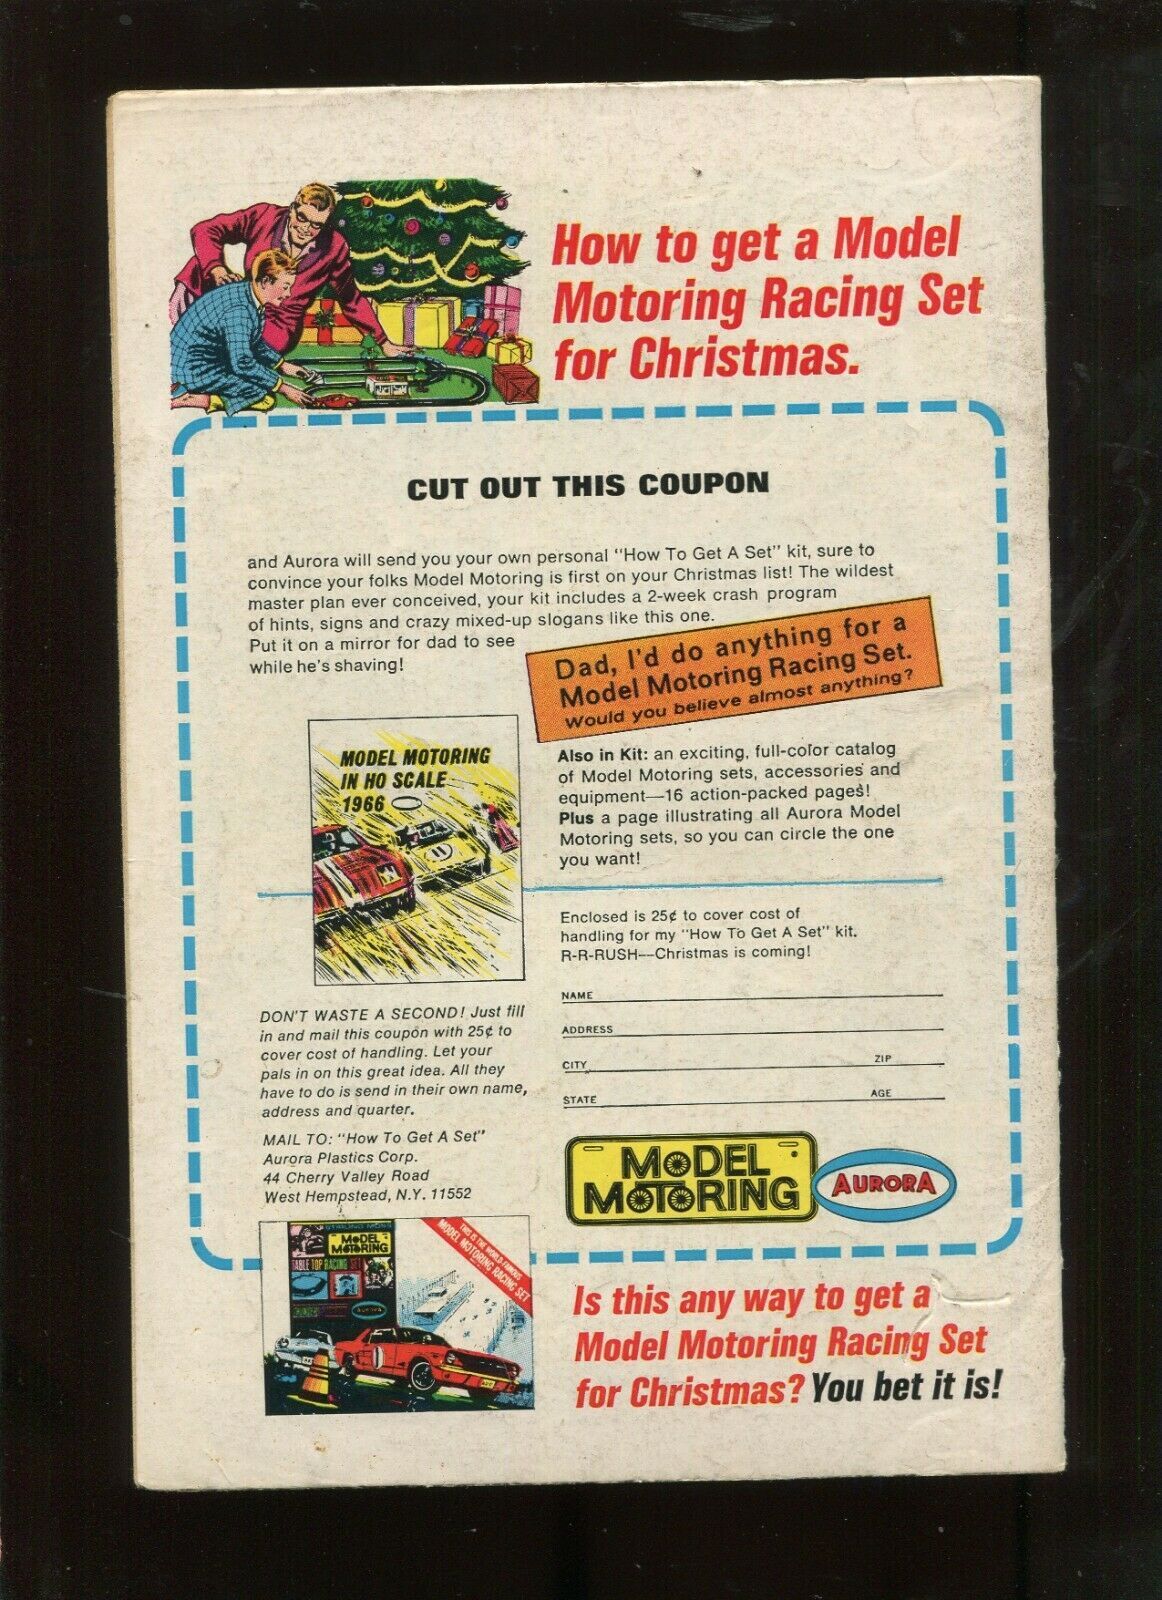 How to get a Model
Motoring Racing Set
for Christmas.
CUT OUT THIS COUPON
and Aurora will send you your own personal "How To Get A Set" kit, sure to
convince your folks Model Motoring is first on your Christmas list! The wildest
master plan ever conceived, your kit includes a 2-week crash program
of hints, signs and crazy mixed-up slogans like this one.
Put it on a mirror for dad to see
while he's shaving!
Dad, I'd do anything for a
Model Motoring Racing Set.
Would you believe almost anything?
MODEL MOTORING
IN HO SCALE
1966
11
Also in Kit: an exciting, full-color catalog
of Model Motoring sets, accessories and
equipment—16 action-packed pages!
Plus a page illustrating all Aurora Model
Motoring sets, so you can circle the one
you want!
DON'T WASTE A SECOND! Just fill
in and mail this coupon with 25¢ to
cover cost of handling. Let your
pals in on this great idea. All they
have to do is send in their own name,
address and quarter.
MAIL TO: "How To Get A Set"
Aurora Plastics Corp.
44 Cherry Valley Road
West Hempstead, N.Y. 11552
Enclosed is 25¢ to cover cost of
handling for my "How To Get A Set" kit.
R-R-RUSH—Christmas is coming!
NAME
ADDRESS
CITY ZIP
STATE AGE
MODEL
MOTORING
AURORA
STIRLING MOSS
MODEL
MOTORING
TABLE TOP RACING SET
AURORA
THIS IS THE WORLD-FAMOUS
MODEL MOTORING RACING SET
1
Is this any way to get a
Model Motoring Racing Set
for Christmas? You bet it is!